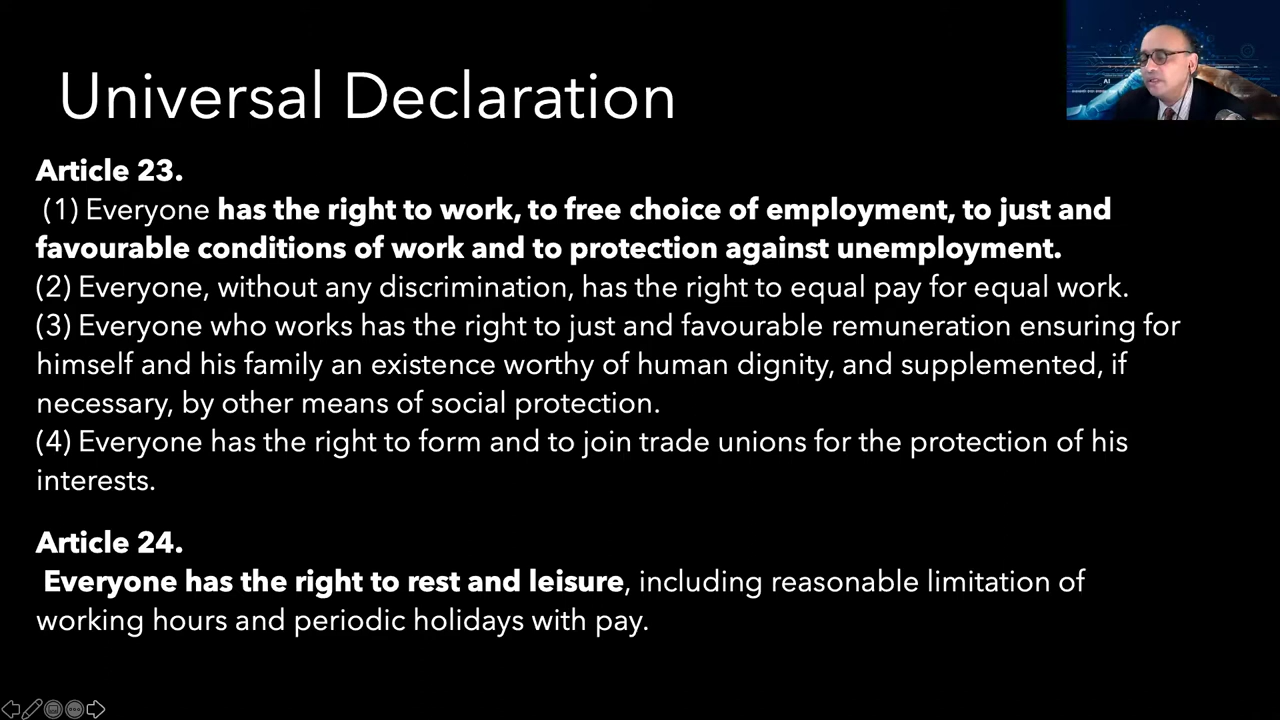 Universal Declaration
AI
Article 23.
(1) Everyone has the right to work, to free choice of employment, to just and
favourable conditions of work and to protection against unemployment.
(2) Everyone, without any discrimination, has the right to equal pay for equal work.
(3) Everyone who works has the right to just and favourable remuneration ensuring for
himself and his family an existence worthy of human dignity, and supplemented, if
necessary, by other means of social protection.
(4) Everyone has the right to form and to join trade unions for the protection of his
interests.
Article 24.
Everyone has the right to rest and leisure, including reasonable limitation of
working hours and periodic holidays with pay.